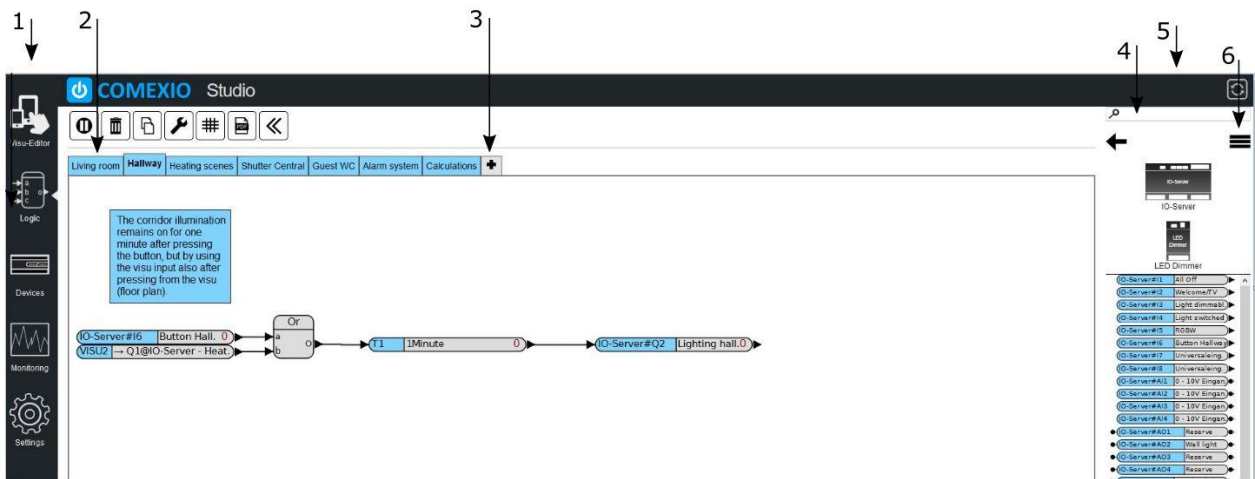 1
2
3
4
5
6
COMEXIO Studio
Visu-Editor
Logic
Devices
Monitoring
Settings
PDF
Living room
Hallway
Heating scenes
Shutter Central
Guest WC
Alarm system
Calculations
The corridor illumination
remains on for one
minute after pressing
the button, but by using
the visu input also after
pressing from the visu
(floor plan).
IO-Server#I6 Button Hall. 0
VISU2 → Q1@IO-Server - Heat.
Or
a
b
o
T1 1Minute 0
IO-Server#Q2 Lighting hall.0
a
b
c
o
IO-Server
IO-Server
LED
Dimmer
LED Dimmer
IO-Server#I1 All Off
IO-Server#I2 Welcome/TV
IO-Server#I3 Light dimmabl.
IO-Server#I4 Light switched
IO-Server#I5 RGBW
IO-Server#I6 Button Hallway
IO-Server#I7 Universaleing.
IO-Server#I8 Universaleing.
IO-Server#AI1 0 - 10V Eingan.
IO-Server#AI2 0 - 10V Eingan.
IO-Server#AI3 0 - 10V Eingan.
IO-Server#AI4 0 - 10V Eingan.
IO-Server#AO1 Reserve
IO-Server#AO2 Wall light
IO-Server#AO3 Reserve
IO-Server#AO4 Reserve